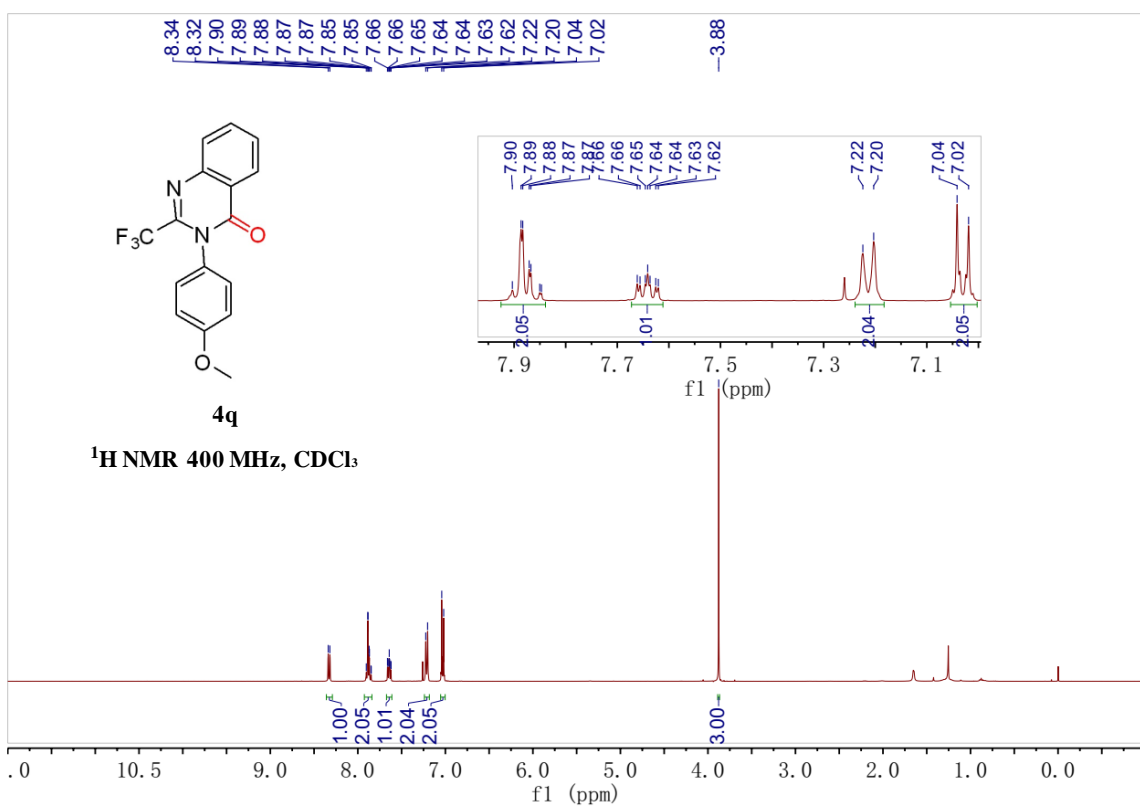 8.34 8.32 7.90 7.89 7.88 7.87 7.87 7.85 7.85 7.66 7.66 7.65 7.64 7.64 7.63 7.62 7.22 7.20 7.04 7.02 3.88
7.90 7.89 7.88 7.87 7.87 7.66 7.66 7.65 7.64 7.64 7.63 7.62 7.22 7.20 7.04 7.02
N
F3C
N
O
O
2.05 1.01 2.04 2.05
7.9 7.7 7.5 7.3 7.1
f1 (ppm)
4q
¹H NMR 400 MHz, CDCl₃
1.00 2.05 1.01 2.04 2.05 3.00
.0 10.5 9.0 8.0 7.0 6.0 5.0 4.0 3.0 2.0 1.0 0.0
f1 (ppm)